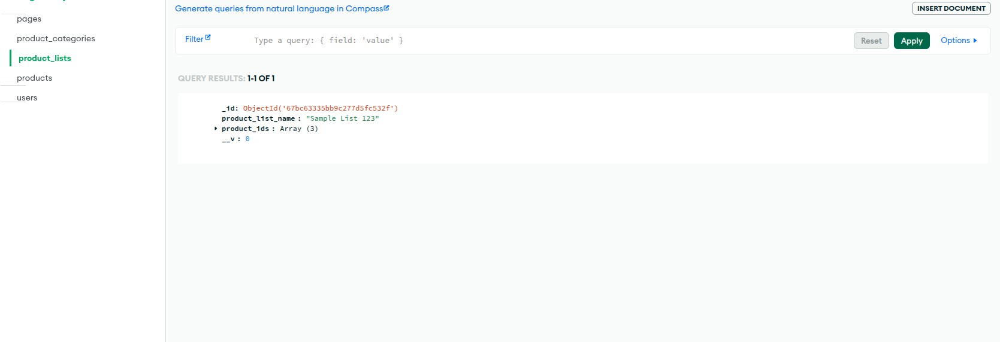 pages
product_categories
product_lists
products
users
Generate queries from natural language in Compass
INSERT DOCUMENT
Filter
Type a query: { field: 'value' }
Reset
Apply
Options
QUERY RESULTS: 1-1 OF 1
_id: ObjectId('67bc63335bb9c277d5fc532f')
product_list_name : "Sample List 123"
product_ids : Array (3)
__v : 0